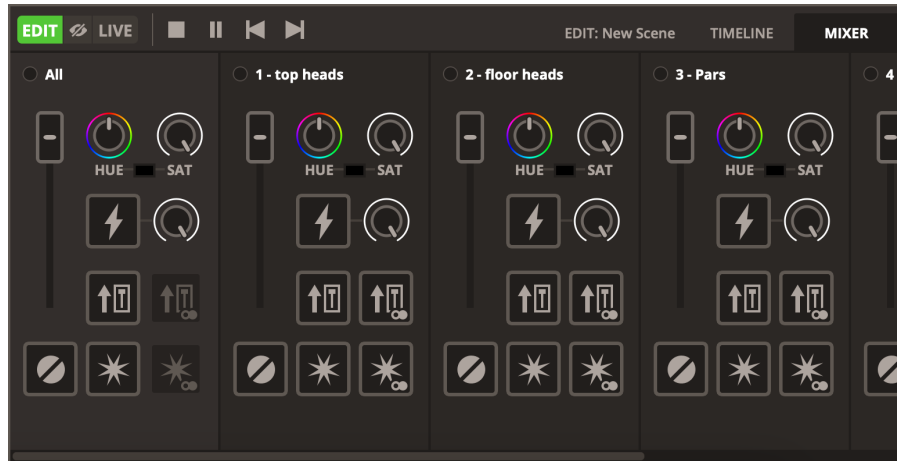 EDIT LIVE EDIT: New Scene TIMELINE MIXER
All 1 - top heads 2 - floor heads 3 - Pars 4
HUE SAT HUE SAT HUE SAT HUE SAT